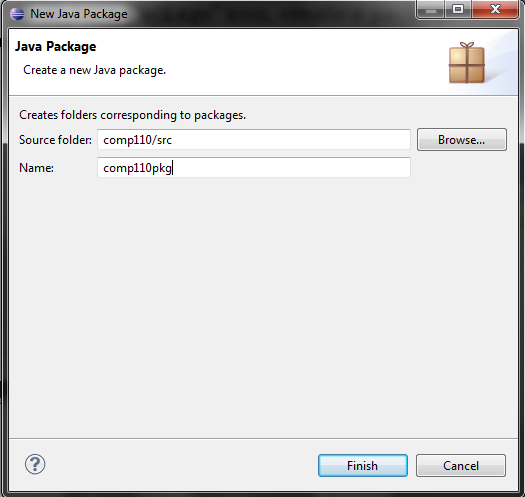 New Java Package
Java Package
Create a new Java package.
Creates folders corresponding to packages.
Source folder: comp110/src Browse...
Name: comp110pkg
? Finish Cancel